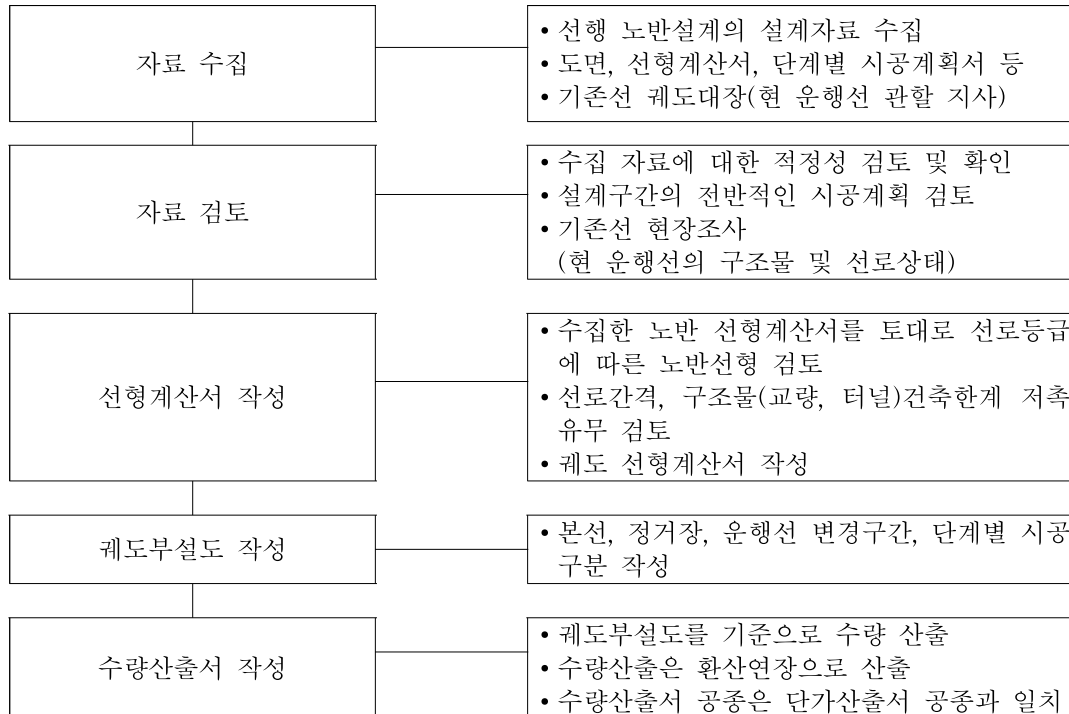 자료 수집
• 선행 노반설계의 설계자료 수집
• 도면, 선형계산서, 단계별 시공계획서 등
• 기존선 궤도대장(현 운행선 관할 지사)
자료 검토
• 수집 자료에 대한 적정성 검토 및 확인
• 설계구간의 전반적인 시공계획 검토
• 기존선 현장조사
(현 운행선의 구조물 및 선로상태)
선형계산서 작성
• 수집한 노반 선형계산서를 토대로 선로등급
에 따른 노반선형 검토
• 선로간격, 구조물(교량, 터널)건축한계 저촉
유무 검토
• 궤도 선형계산서 작성
궤도부설도 작성
• 본선, 정거장, 운행선 변경구간, 단계별 시공
구분 작성
수량산출서 작성
• 궤도부설도를 기준으로 수량 산출
• 수량산출은 환산연장으로 산출
• 수량산출서 공종은 단가산출서 공종과 일치